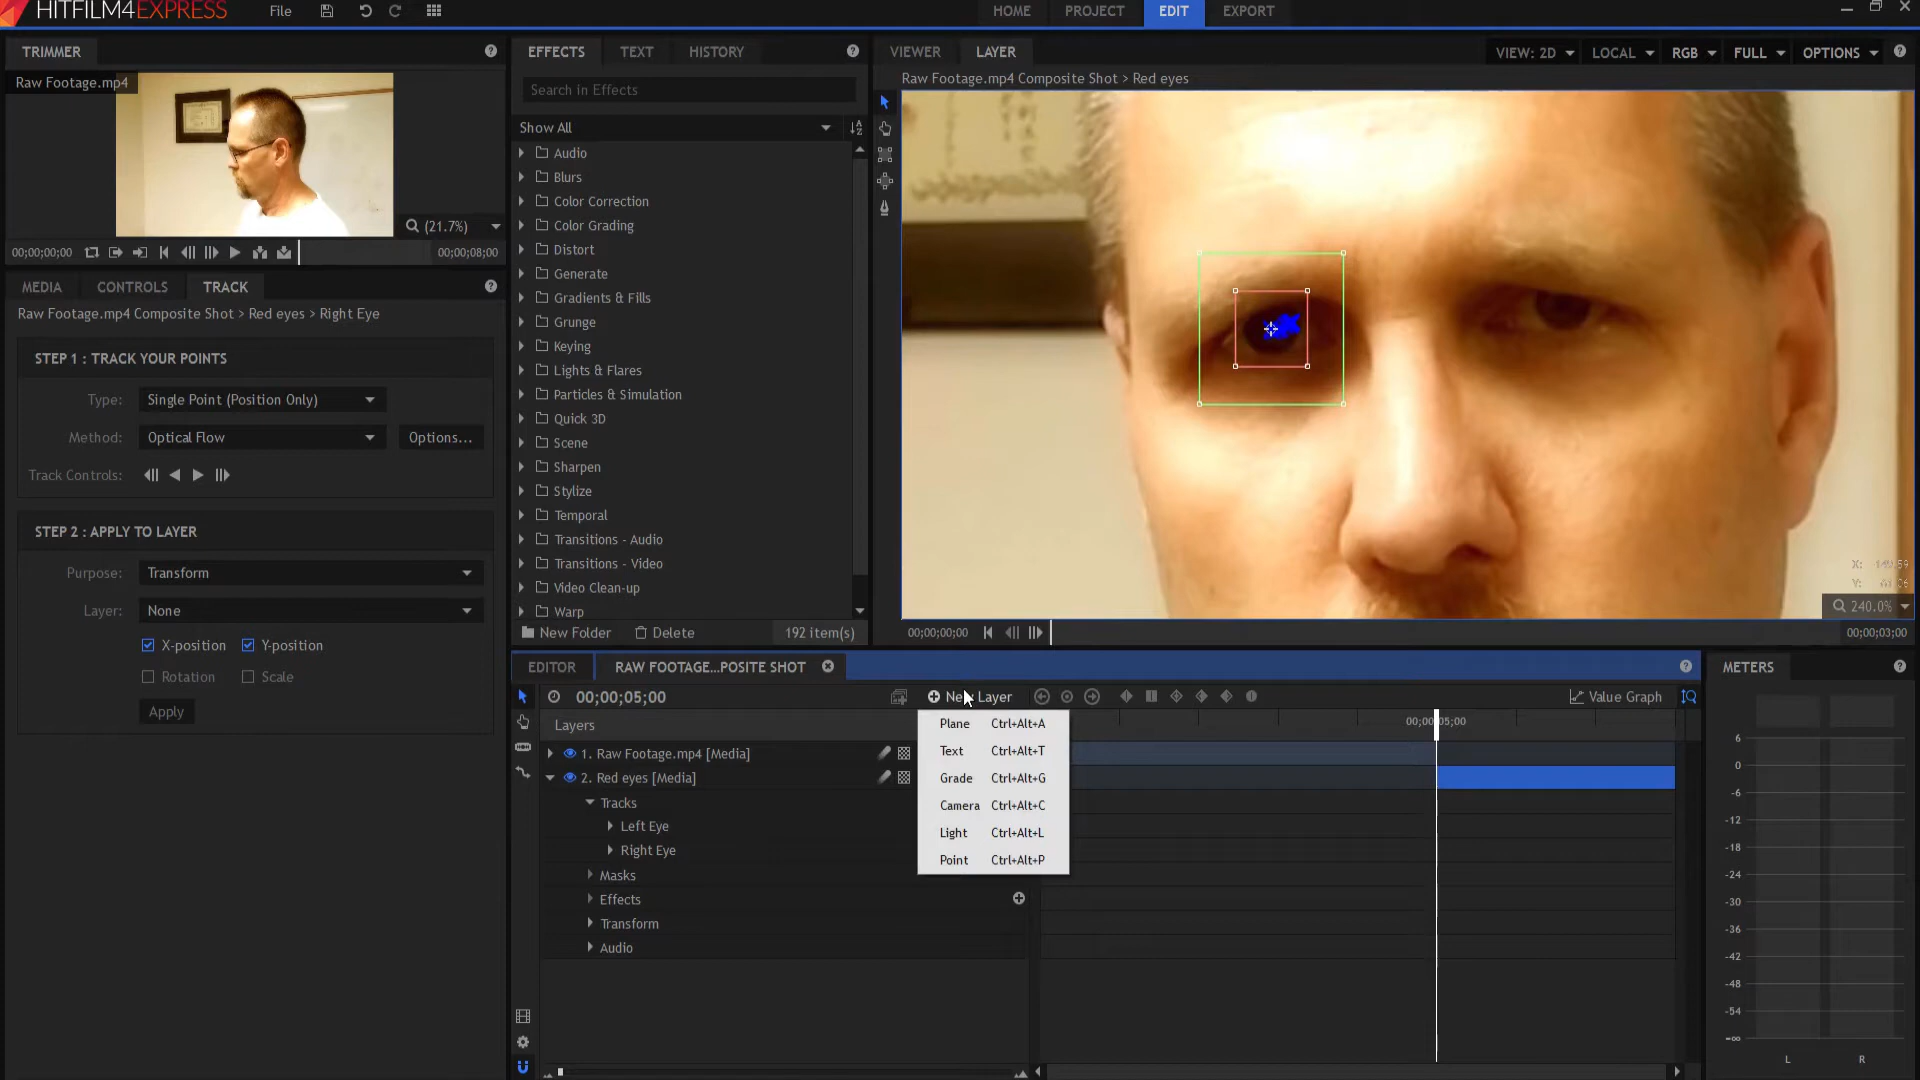 HITFILM4EXPRESS
File
HOME
PROJECT
EDIT
EXPORT
TRIMMER
Raw Footage.mp4
(21.7%)
00;00;00;00
00;00;08;00
MEDIA
CONTROLS
TRACK
Raw Footage.mp4 Composite Shot > Red eyes > Right Eye
STEP 1 : TRACK YOUR POINTS
Type: Single Point (Position Only)
Method: Optical Flow Options...
Track Controls:
STEP 2 : APPLY TO LAYER
Purpose: Transform
Layer: None
X-position Y-position
Rotation Scale
Apply
EFFECTS
TEXT
HISTORY
Search in Effects
Show All
Audio
Blurs
Color Correction
Color Grading
Distort
Generate
Gradients & Fills
Grunge
Keying
Lights & Flares
Particles & Simulation
Quick 3D
Scene
Sharpen
Stylize
Temporal
Transitions - Audio
Transitions - Video
Video Clean-up
Warp
New Folder Delete 192 item(s)
VIEWER
LAYER
VIEW: 2D LOCAL RGB FULL OPTIONS
Raw Footage.mp4 Composite Shot > Red eyes
X:
Y:
240.0%
00;00;00;00
00;00;03;00
EDITOR
RAW FOOTAGE...POSITE SHOT
00;00;05;00
New Layer
Value Graph
Layers
1. Raw Footage.mp4 [Media]
2. Red eyes [Media]
Tracks
Left Eye
Right Eye
Masks
Effects
Transform
Audio
Plane Ctrl+Alt+A
Text Ctrl+Alt+T
Grade Ctrl+Alt+G
Camera Ctrl+Alt+C
Light Ctrl+Alt+L
Point Ctrl+Alt+P
METERS
6
0
-6
-12
-18
-24
-30
-36
-42
-48
-54
-∞
L R